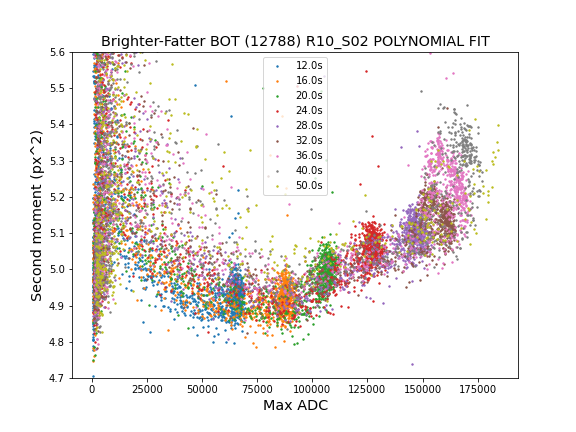 Brighter-Fatter BOT (12788) R10_S02 POLYNOMIAL FIT
5.6
5.5
5.4
5.3
5.2
5.1
5.0
4.9
4.8
4.7
Second moment (px^2)
12.0s
16.0s
20.0s
24.0s
28.0s
32.0s
36.0s
40.0s
50.0s
0
25000
50000
75000
100000
125000
150000
175000
Max ADC